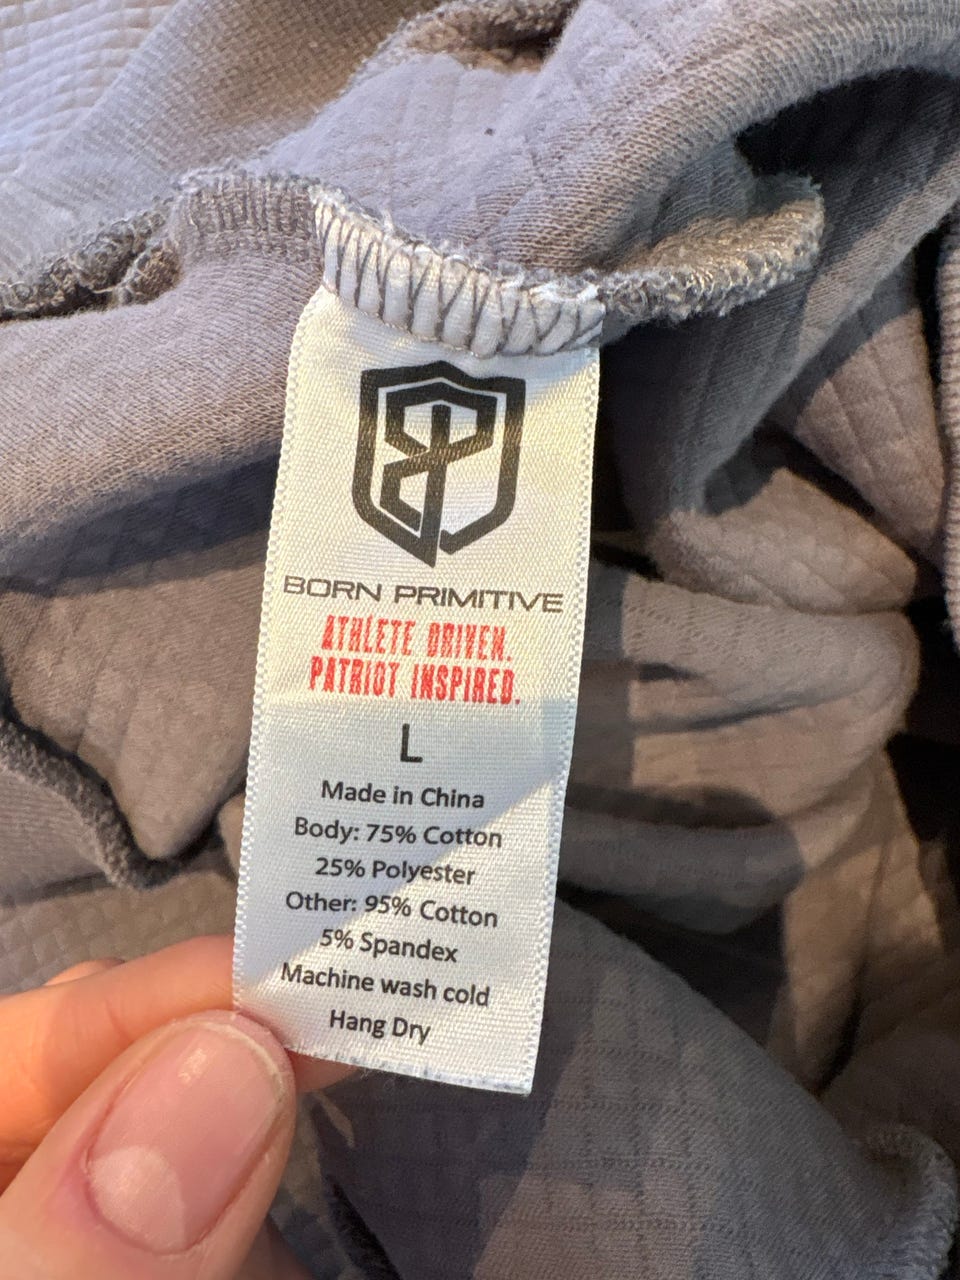 BORN PRIMITIVE
ATHLETE DRIVEN.
PATRIOT INSPIRED.
L
Made in China
Body: 75% Cotton
25% Polyester
Other: 95% Cotton
5% Spandex
Machine wash cold
Hang Dry